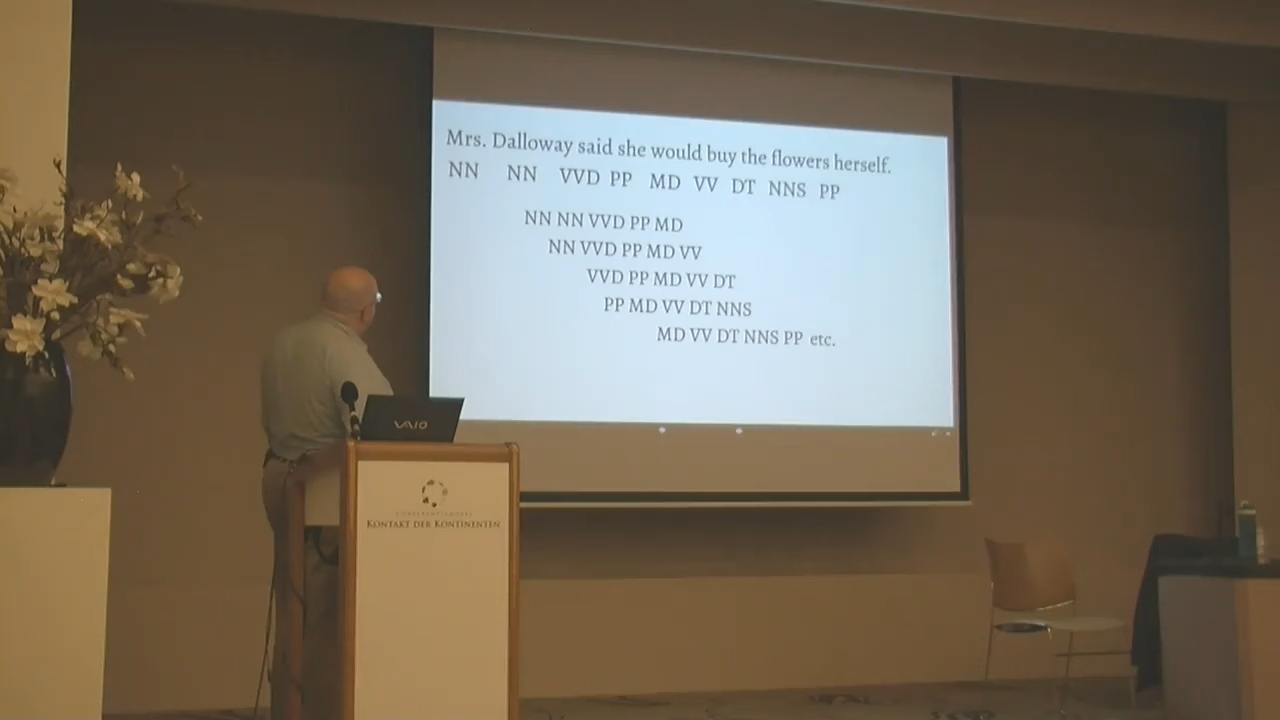 Mrs. Dalloway said she would buy the flowers herself.
NN NN VVD PP MD VV DT NNS PP
NN NN VVD PP MD
NN VVD PP MD VV
VVD PP MD VV DT
PP MD VV DT NNS
MD VV DT NNS PP etc.
VAIO
KONTAKT DER KONTINENTEN